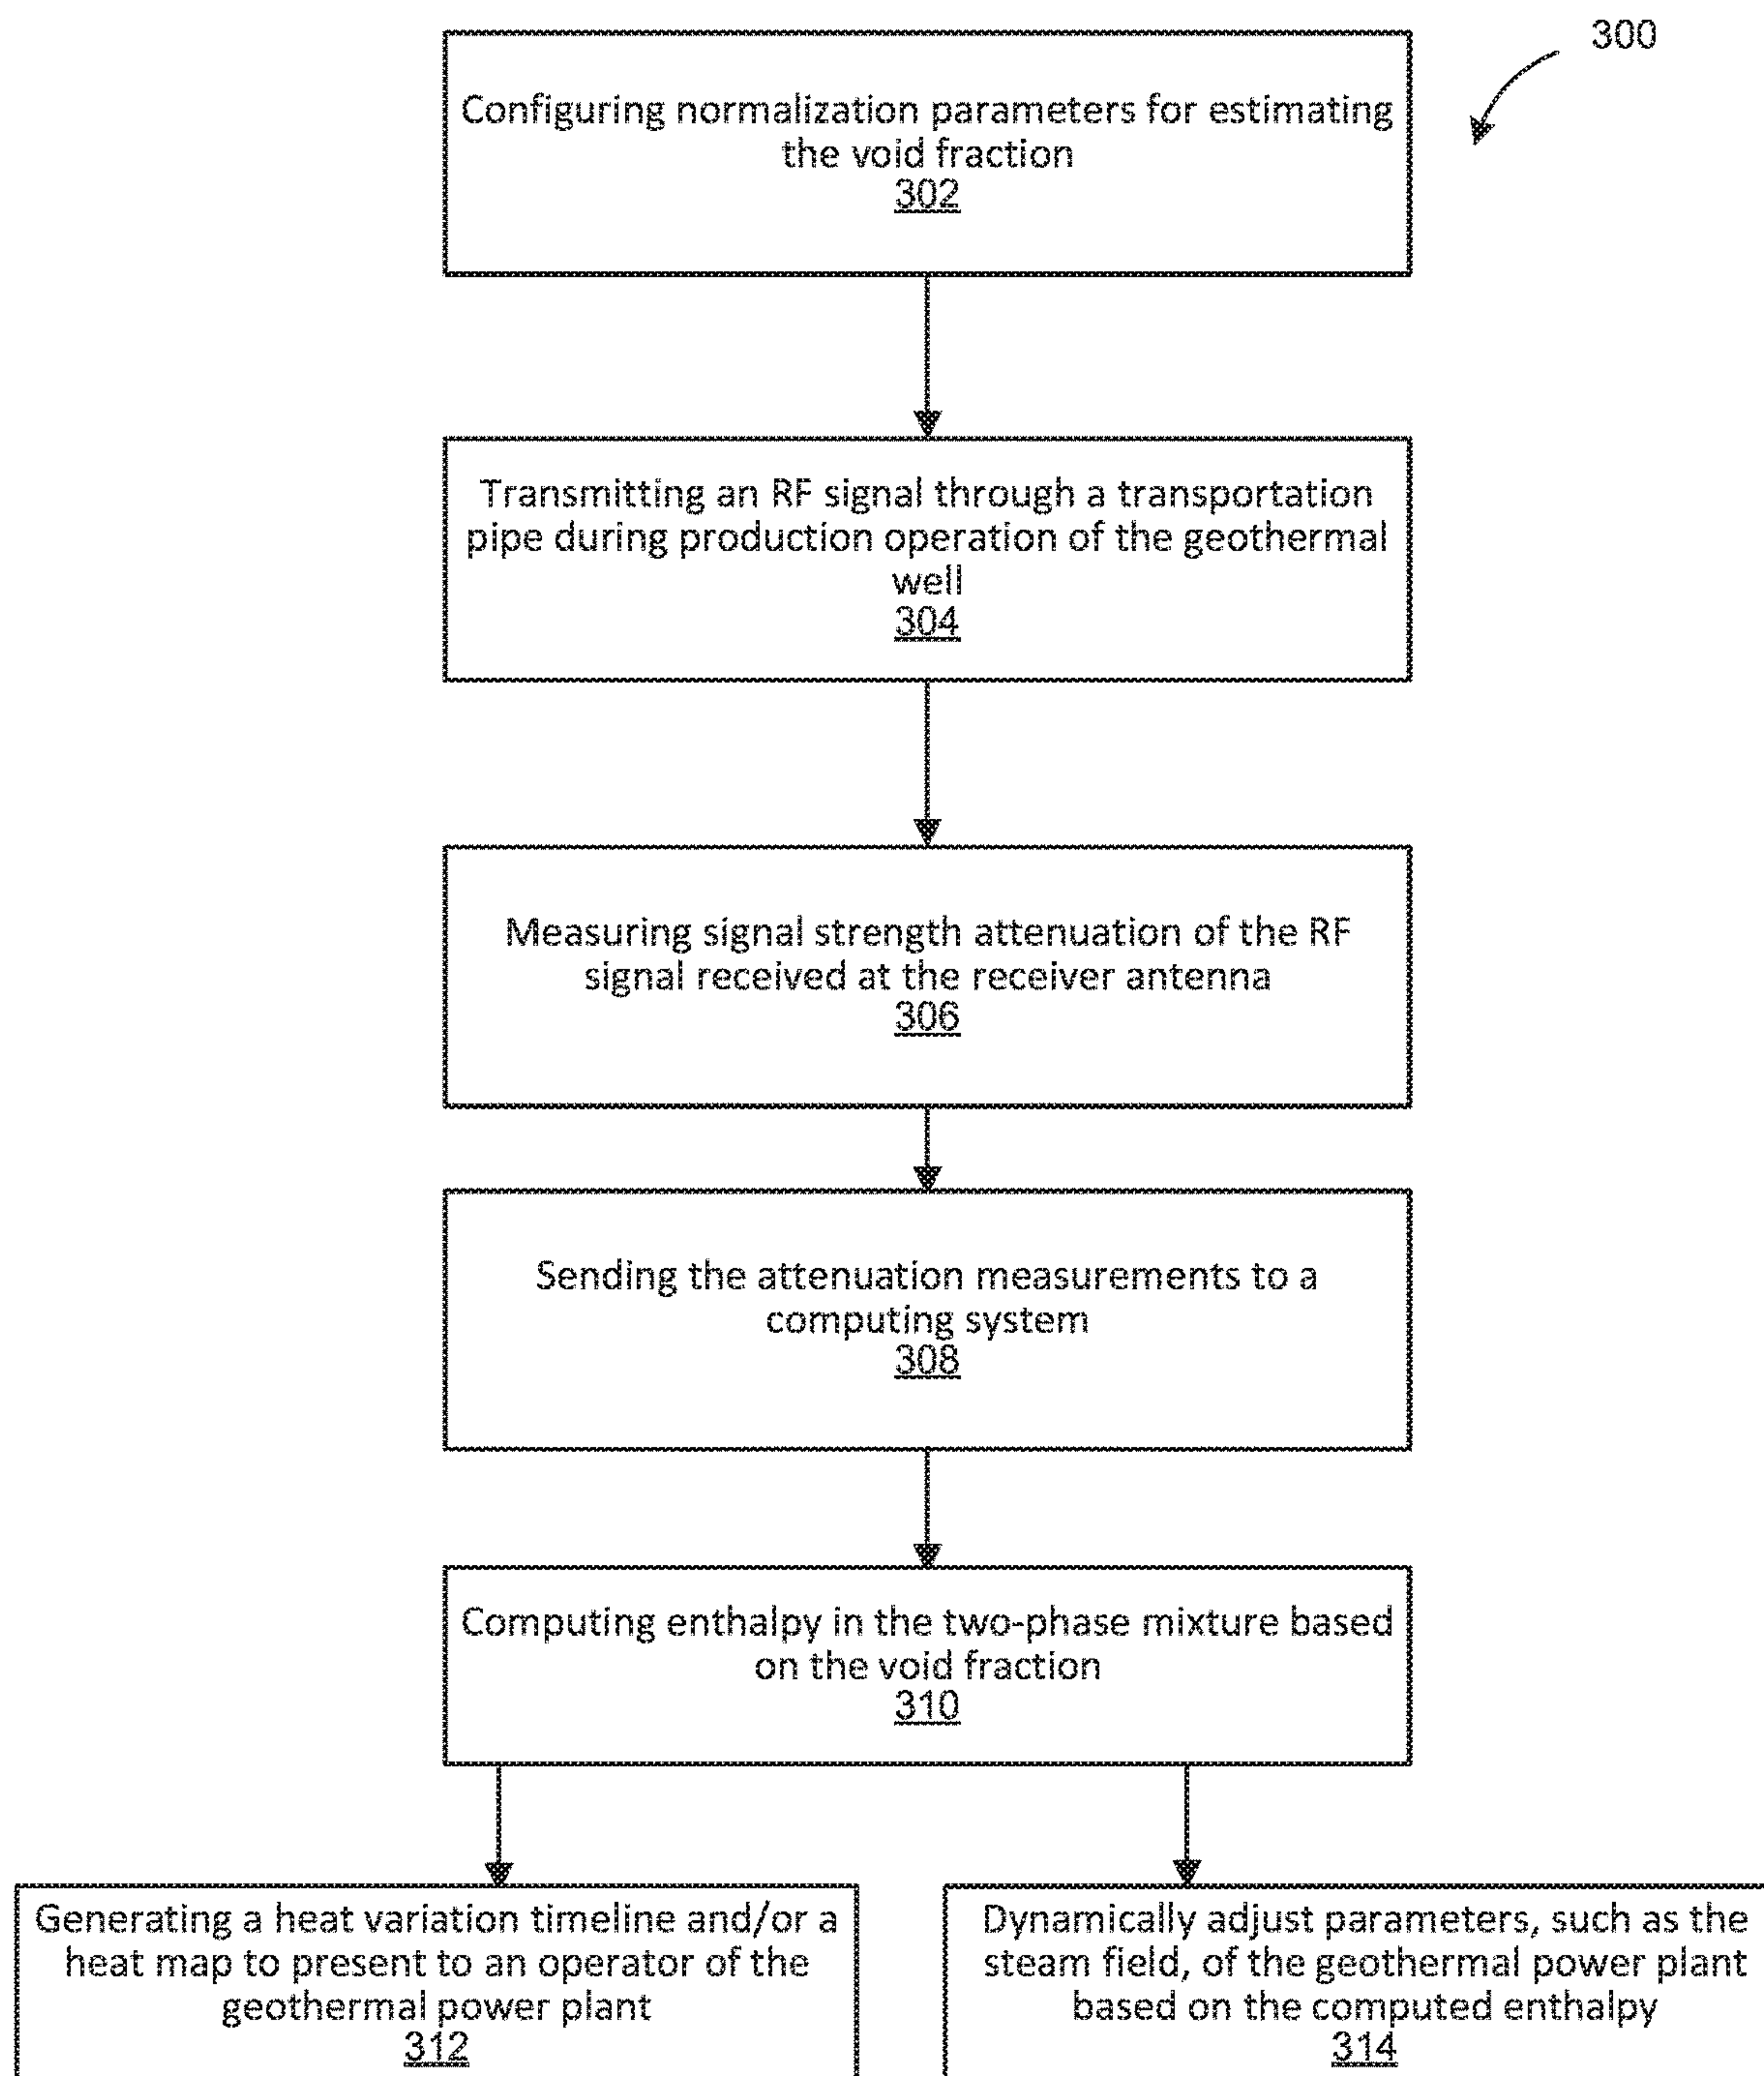 300
Configuring normalization parameters for estimating
the void fraction
302
Transmitting an RF signal through a transportation
pipe during production operation of the geothermal
well
304
Measuring signal strength attenuation of the RF
signal received at the receiver antenna
306
Sending the attenuation measurements to a
computing system
308
Computing enthalpy in the two-phase mixture based
on the void fraction
310
Generating a heat variation timeline and/or a
heat map to present to an operator of the
geothermal power plant
312
Dynamically adjust parameters, such as the
steam field, of the geothermal power plant
based on the computed enthalpy
314